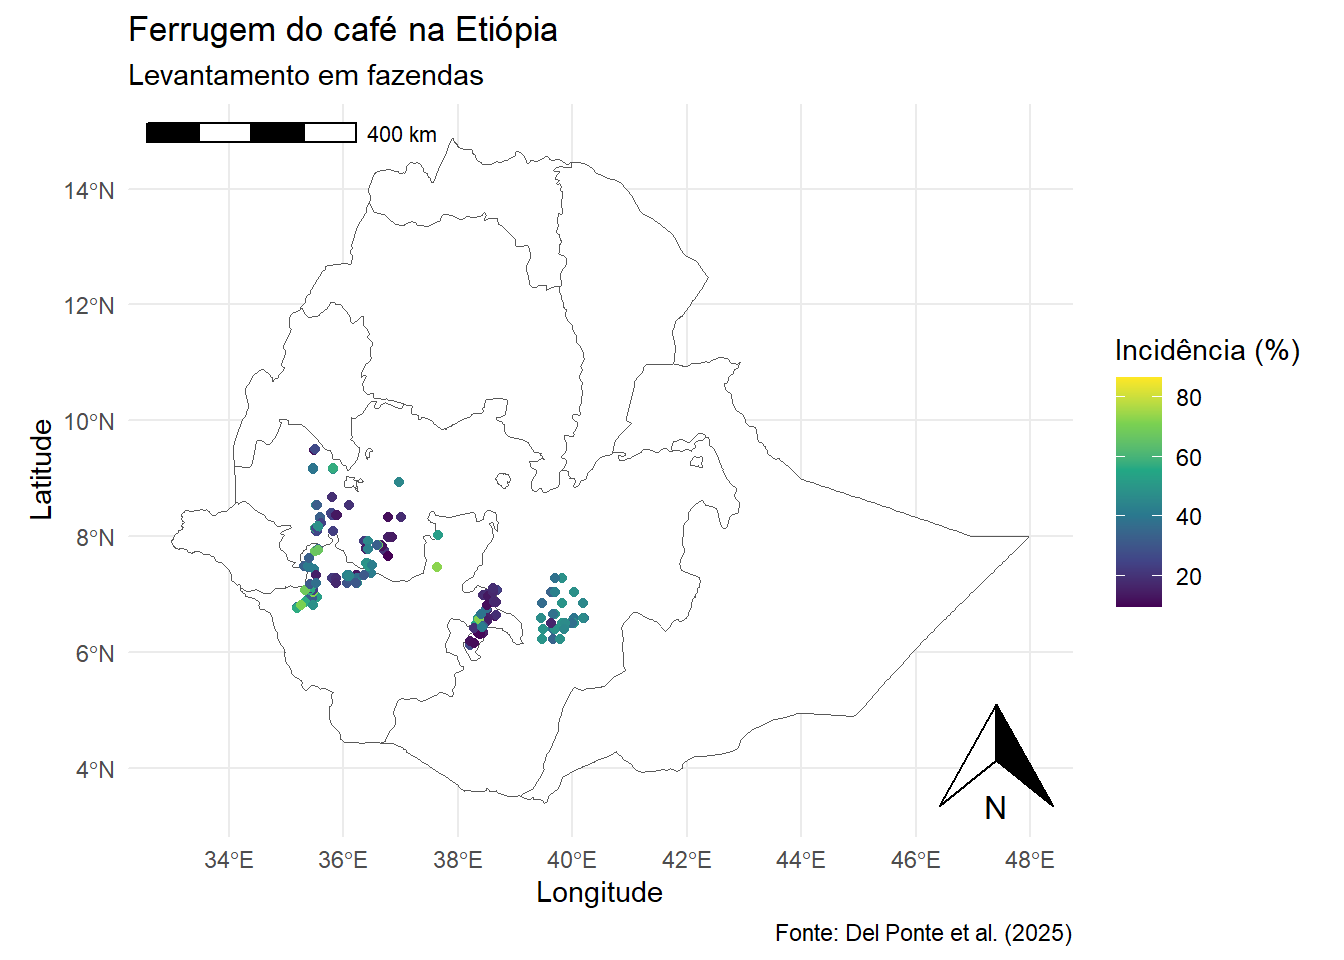 Ferrugem do café na Etiópia
Levantamento em fazendas
400 km
14°N
12°N
10°N
8°N
6°N
4°N
Latitude
34°E 36°E 38°E 40°E 42°E 44°E 46°E 48°E
Longitude
N
Incidência (%)
80
60
40
20
Fonte: Del Ponte et al. (2025)